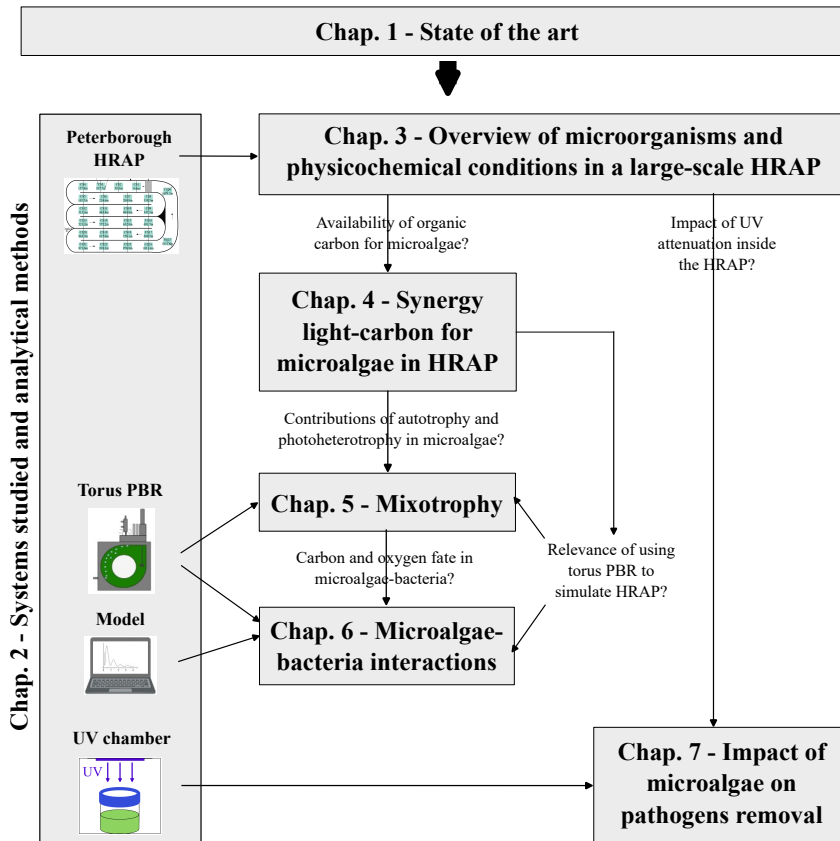 Chap. 1 - State of the art
Chap. 2 - Systems studied and analytical methods
Peterborough
HRAP
Chap. 3 - Overview of microorganisms and
physicochemical conditions in a large-scale HRAP
Availability of organic
carbon for microalgae?
Impact of UV
attenuation inside
the HRAP?
Chap. 4 - Synergy
light-carbon for
microalgae in HRAP
Contributions of autotrophy and
photoheterotrophy in microalgae?
Torus PBR
Chap. 5 - Mixotrophy
Carbon and oxygen fate in
microalgae-bacteria?
Relevance of using
torus PBR to
simulate HRAP?
Model
Chap. 6 - Microalgae-
bacteria interactions
UV chamber
UV
Chap. 7 - Impact of
microalgae on
pathogens removal